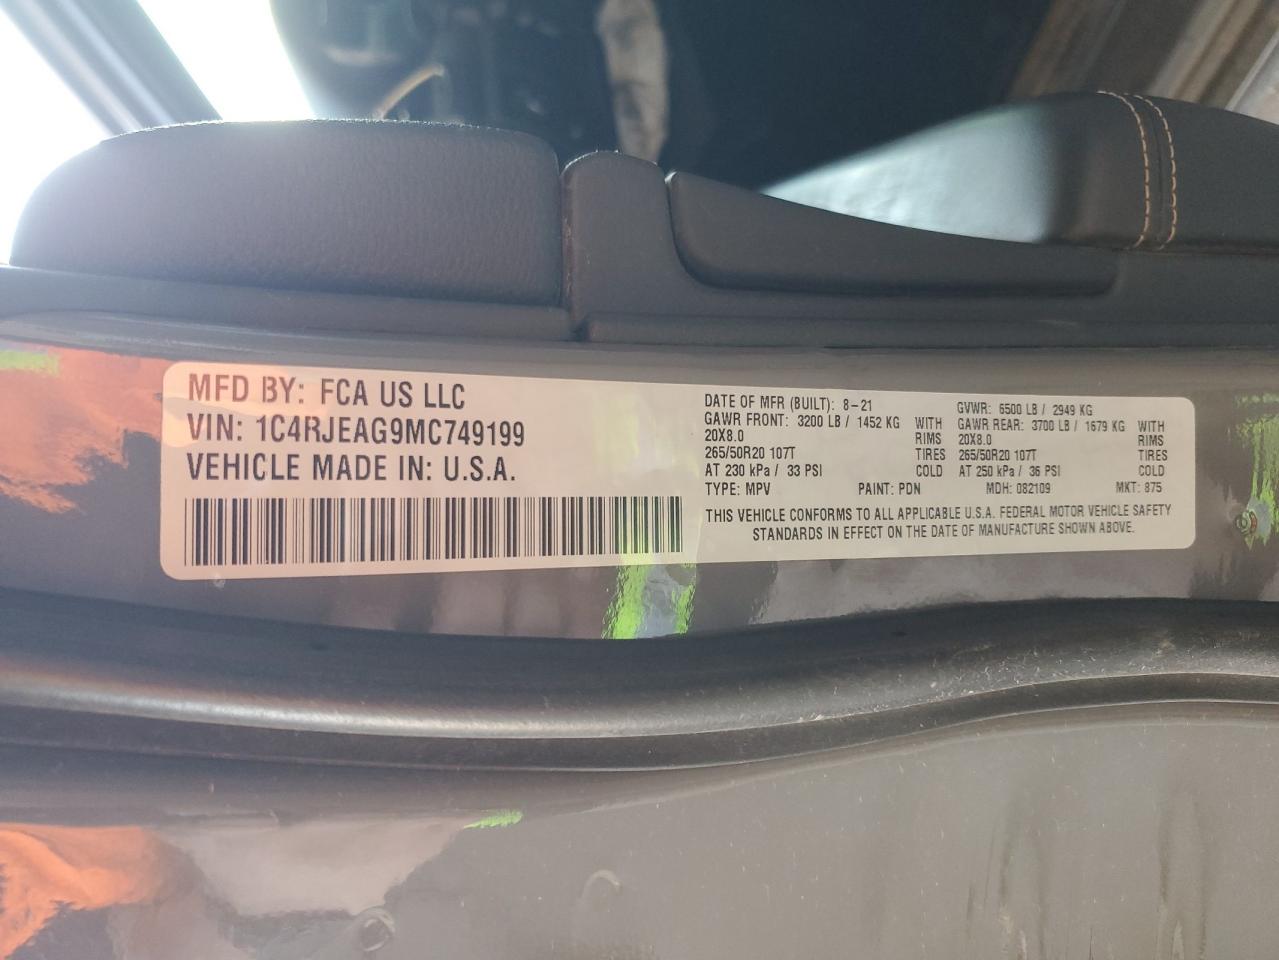 MFD BY: FCA US LLC
VIN: 1C4RJEAG9MC749199
VEHICLE MADE IN: U.S.A.
DATE OF MFR (BUILT): 8-21 GVWR: 6500 LB / 2949 KG
GAWR FRONT: 3200 LB / 1452 KG WITH GAWR REAR: 3700 LB / 1679 KG WITH
20X8.0 RIMS 20X8.0 RIMS
265/50R20 107T TIRES 265/50R20 107T TIRES
AT 230 kPa / 33 PSI COLD AT 250 kPa / 36 PSI COLD
TYPE: MPV PAINT: PDN MDH: 082109 MKT: 875
THIS VEHICLE CONFORMS TO ALL APPLICABLE U.S.A. FEDERAL MOTOR VEHICLE SAFETY
STANDARDS IN EFFECT ON THE DATE OF MANUFACTURE SHOWN ABOVE.